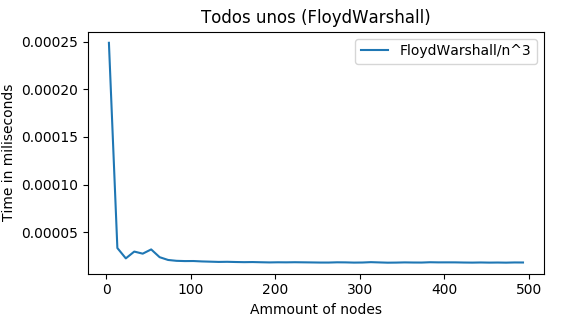 Todos unos (FloydWarshall)
FloydWarshall/n^3
Time in miliseconds
0.00025
0.00020
0.00015
0.00010
0.00005
0 100 200 300 400 500
Ammount of nodes